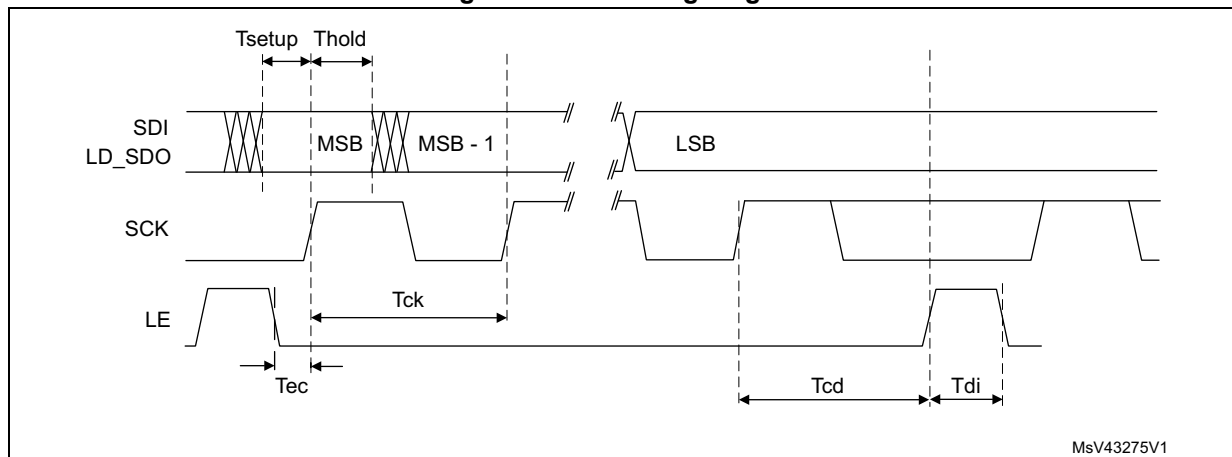 Tsetup Thold
SDI
LD_SDO
MSB
MSB - 1
LSB
SCK
Tck
LE
Tec
Tcd
Tdi
MsV43275V1